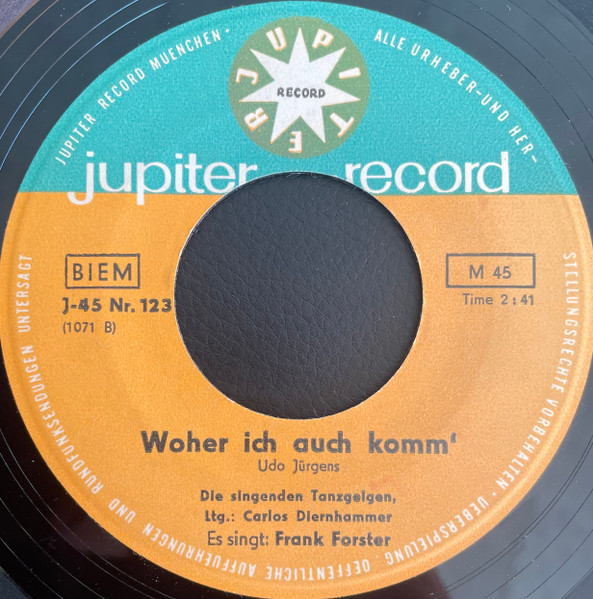 JUPITER RECORD MUENCHEN · ALLE URHEBER-UND HER-
STELLUNGSRECHTE VORBEHALTEN · UEBERSPIELUNG · OEFFENTLICHE AUFFUEHRUNGEN UND RUNDFUNKSENDUNGEN UNTERSAGT
JUPITER
RECORD
jupiter record
BIEM
M 45
J-45 Nr. 123
Time 2:41
(1071 B)
Woher ich auch komm'
Udo Jürgens
Die singenden Tanzgeigen,
Ltg.: Carlos Diernhammer
Es singt: Frank Forster